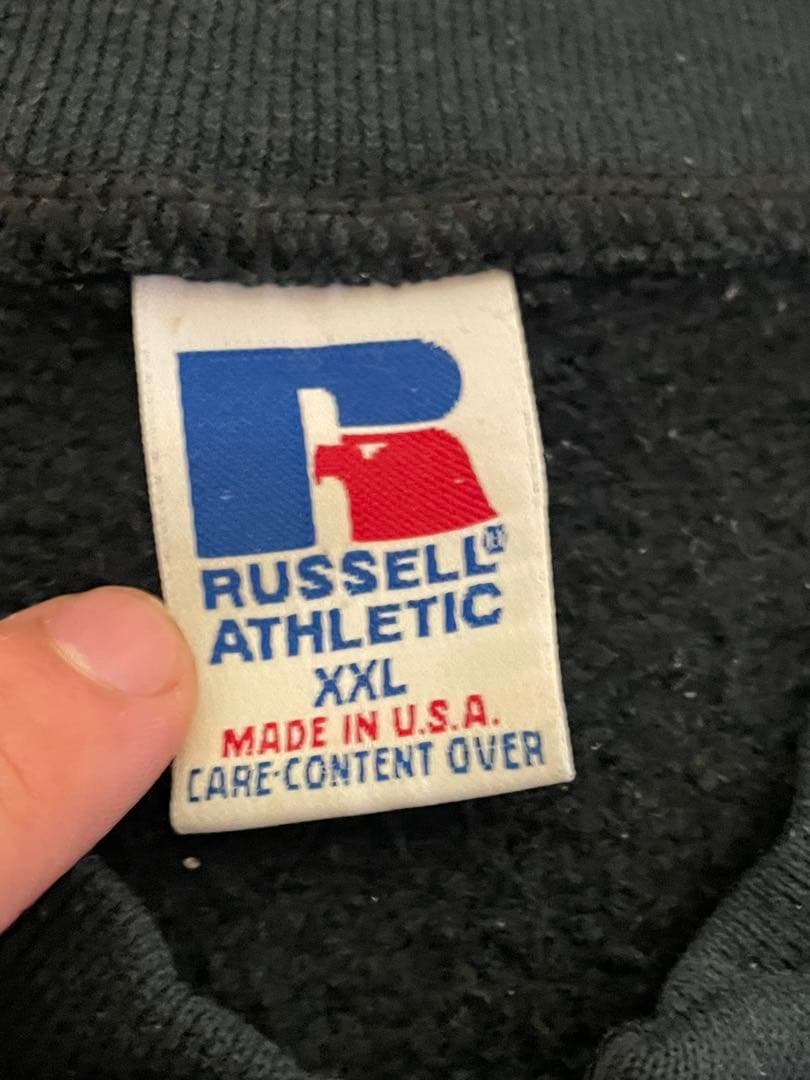 R
RUSSELL®
ATHLETIC
XXL
MADE IN U.S.A.
CARE-CONTENT OVER